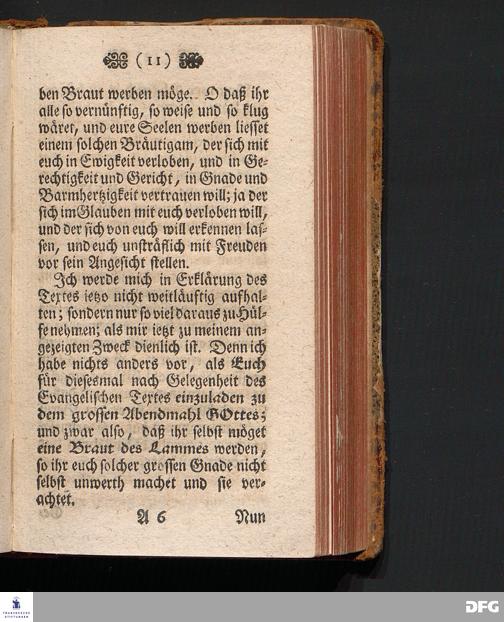 ( 11 )
ben Braut werben möge. O daß ihr
alle so vernünftig, so weise und so klug
wäret, und eure Seelen werben liesset
einem solchen Bräutigam, der sich mit
euch in Ewigkeit verloben, und in Ge-
rechtigkeit und Gericht, in Gnade und
Barmhertzigkeit vertrauen will; ja der
sich im Glauben mit euch verloben will,
und der sich von euch will erkennen las-
sen, und euch unsträflich mit Freuden
vor sein Angesicht stellen.
Ich werde mich in Erklärung des
Textes ietzo nicht weitläuftig aufhal-
ten; sondern nur so viel daraus zu Hül-
fe nehmen; als mir ietzt zu meinem an-
gezeigten Zweck dienlich ist. Denn ich
habe nichts anders vor, als Euch
für diesesmal nach Gelegenheit des
Evangelischen Textes einzuladen zu
dem grossen Abendmahl GOttes;
und zwar also, daß ihr selbst möget
eine Braut des Lammes werden,
so ihr euch solcher grossen Gnade nicht
selbst unwerth machet und sie ver-
achtet.
A 6 Nun
FRANCKESCHE
STIFTUNGEN
DFG